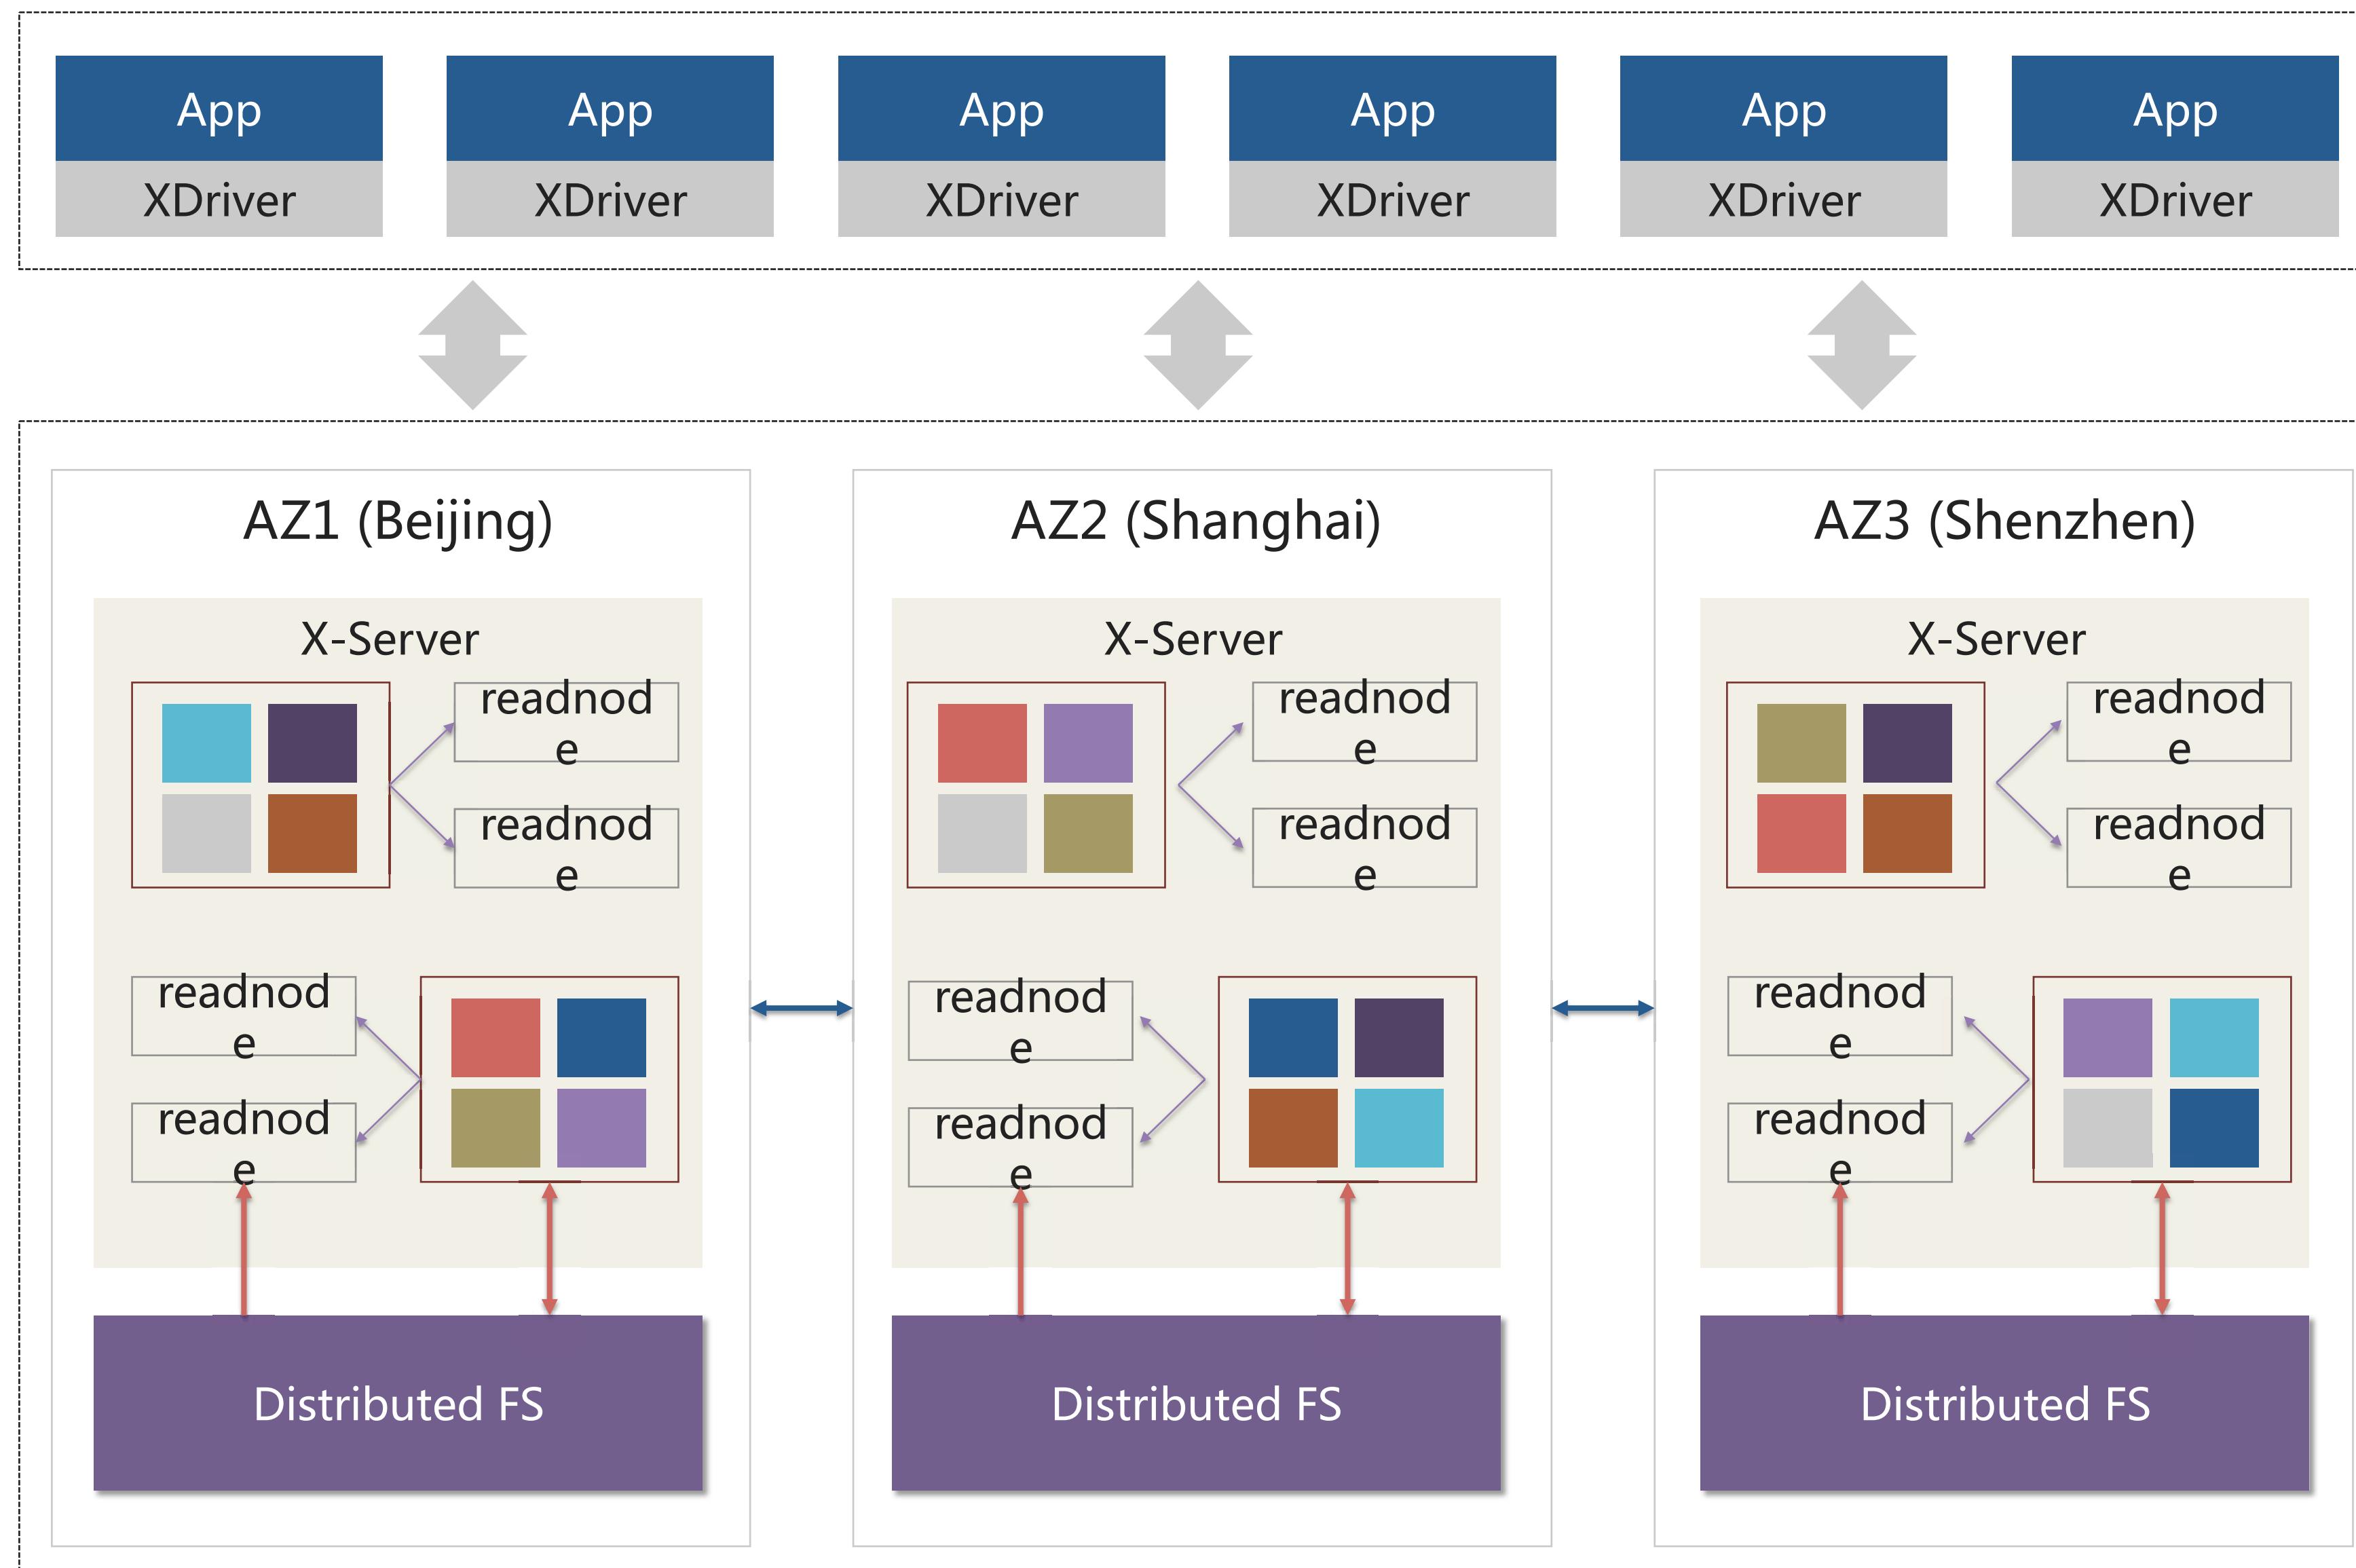 App
App
App
App
App
App
XDriver
XDriver
XDriver
XDriver
XDriver
XDriver
AZ1 (Beijing)
X-Server
readnod
e
readnod
e
readnod
e
readnod
e
Distributed FS
AZ2 (Shanghai)
X-Server
readnod
e
readnod
e
readnod
e
readnod
e
Distributed FS
AZ3 (Shenzhen)
X-Server
readnod
e
readnod
e
readnod
e
readnod
e
Distributed FS